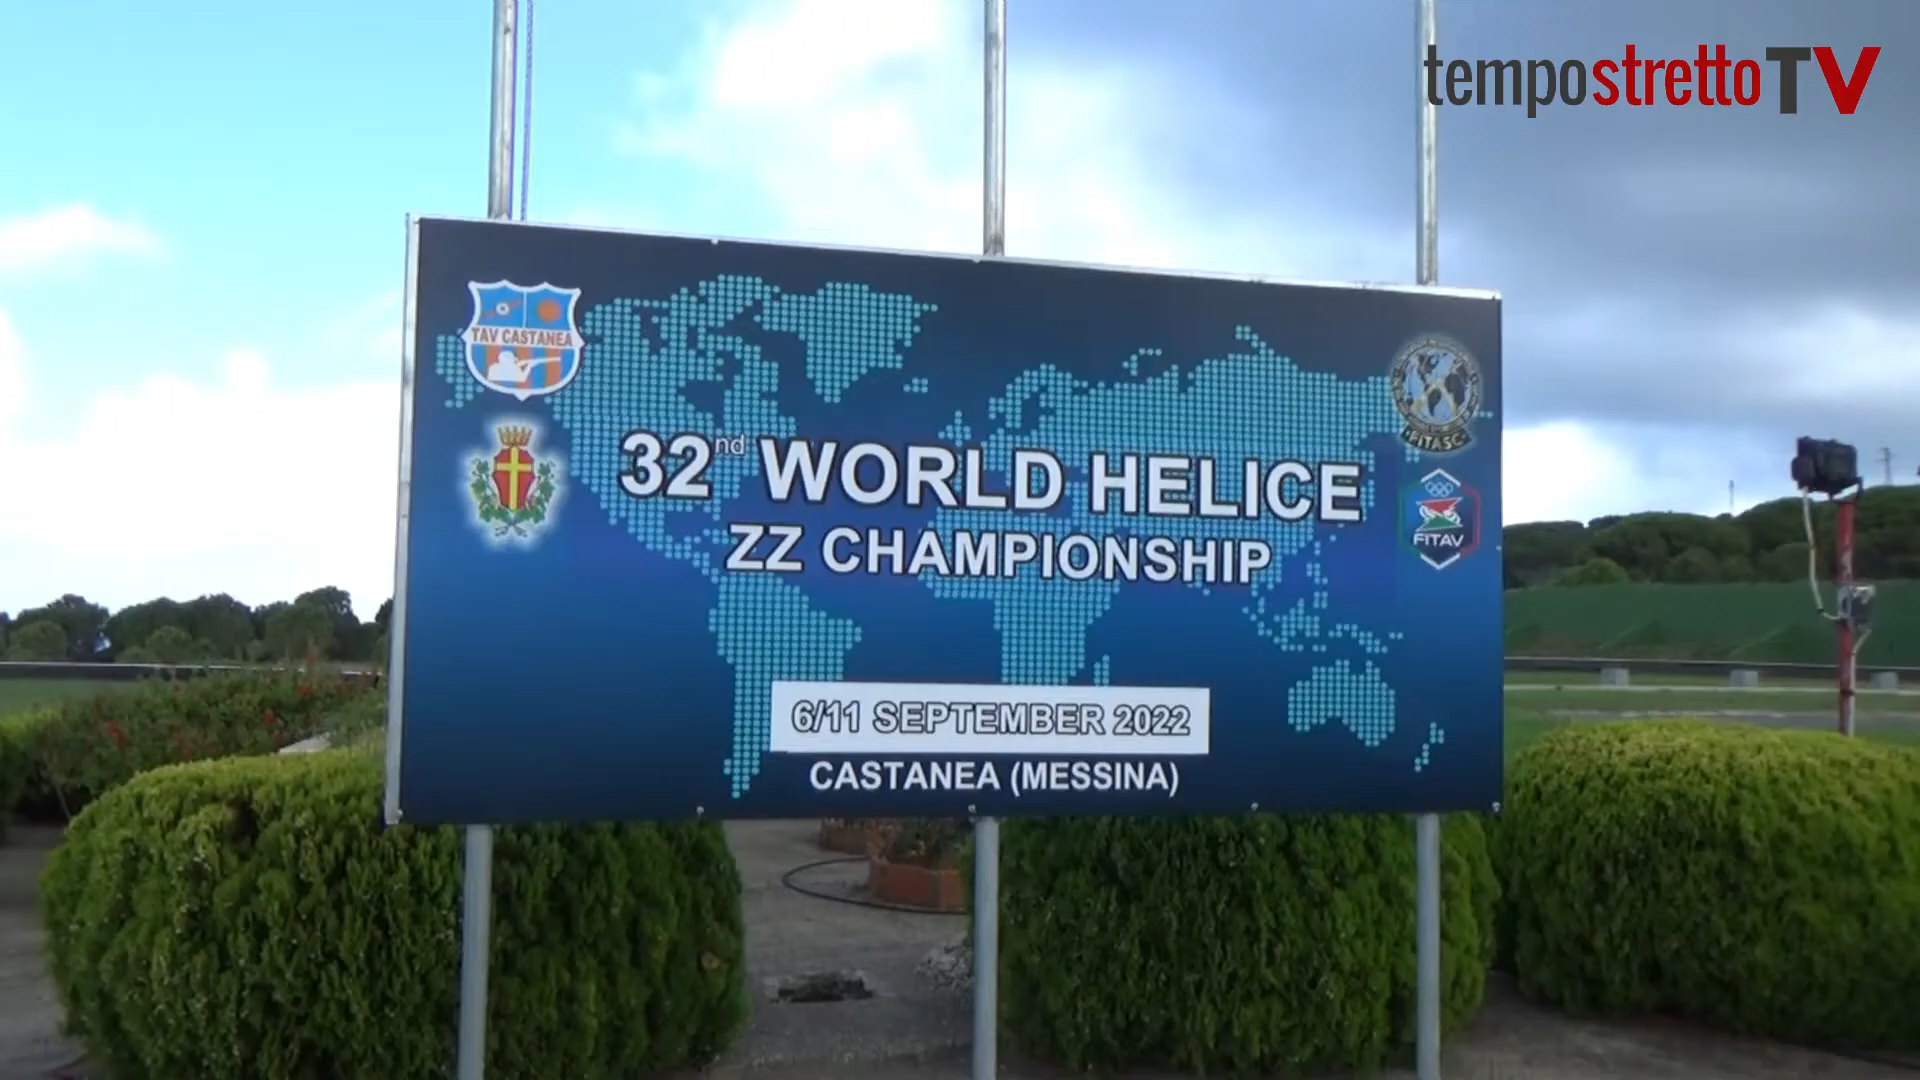 tempostrettoTV
TAV CASTANEA
FITASC
32nd WORLD HELICE
ZZ CHAMPIONSHIP
FITAV
6/11 SEPTEMBER 2022
CASTANEA (MESSINA)